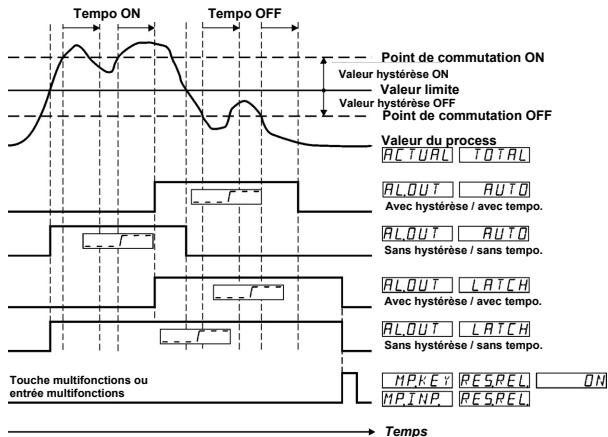 Tempo ON
Tempo OFF
Point de commutation ON
Valeur hystérèse ON
Valeur limite
Valeur hystérèse OFF
Point de commutation OFF
Valeur du process
ACTUAL TOTAL
AL.OUT AUTO
Avec hystérèse / avec tempo.
AL.OUT AUTO
Sans hystérèse / sans tempo.
AL.OUT LATCH
Avec hystérèse / avec tempo.
AL.OUT LATCH
Sans hystérèse / sans tempo.
Touche multifonctions ou
entrée multifonctions
MP.KEY RES.REL. ON
MP.INP. RES.REL.
Temps